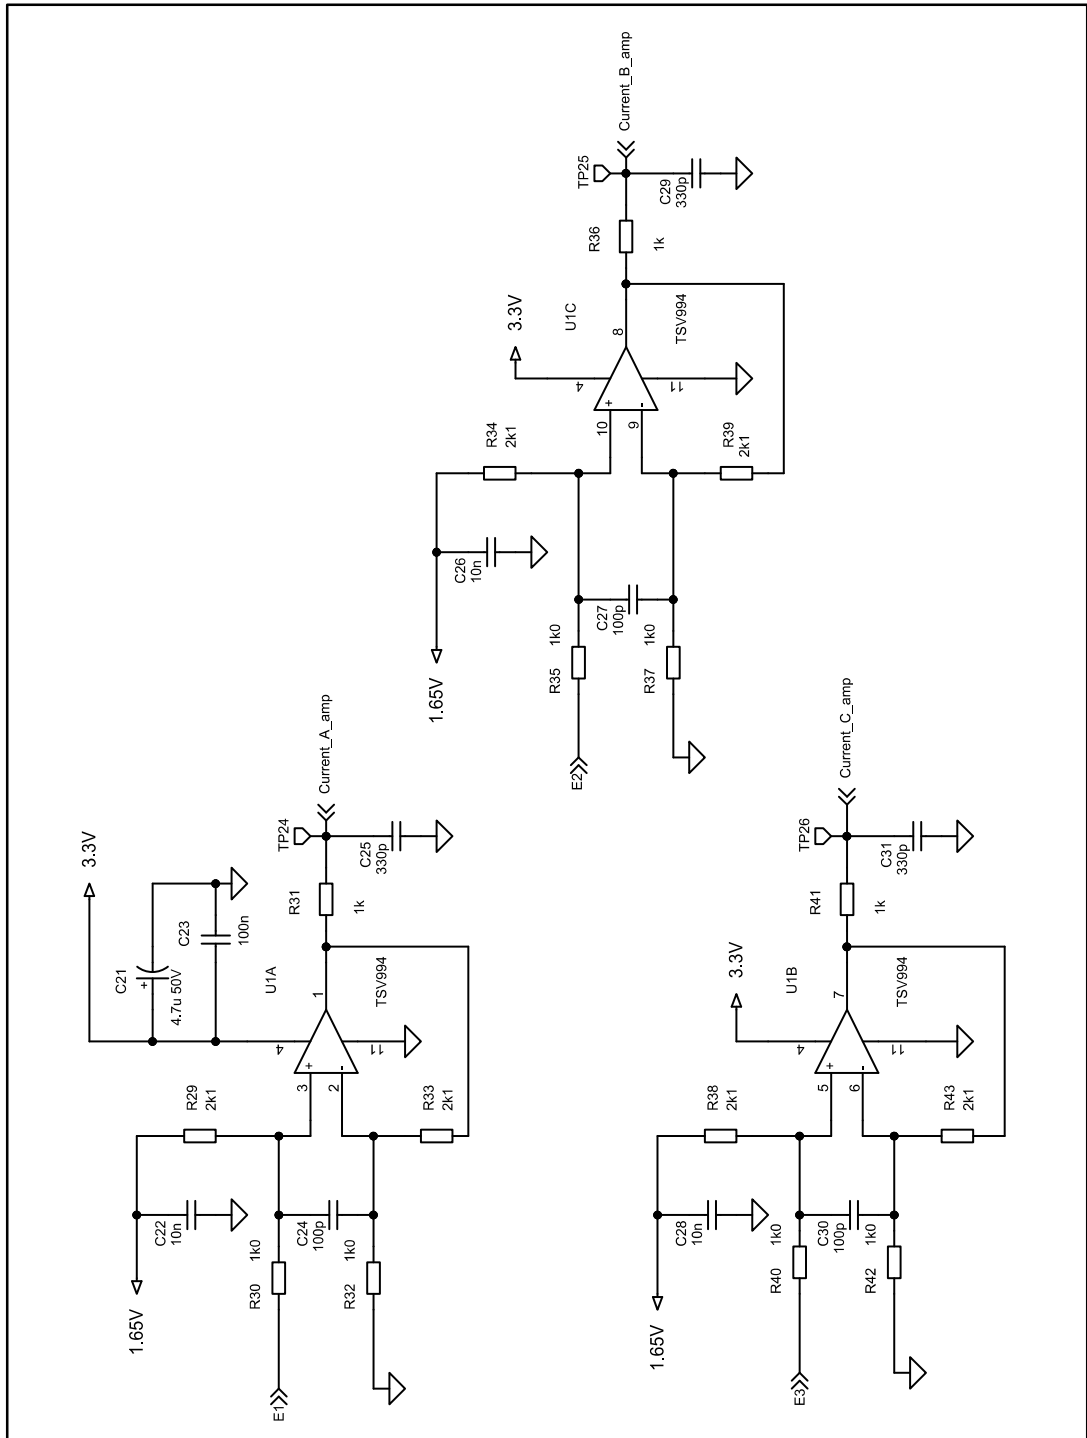 1.65V
C22
10n
R29
2k1
R30
1k0
E1
C24
100p
R32
1k0
R33
2k1
3
2
+
-
4
11
1
U1A
TSV994
C21
+
4.7u 50V
C23
100n
3.3V
R31
1k
C25
330p
TP24
Current_A_amp
1.65V
C26
10n
R34
2k1
R35
1k0
E2
C27
100p
R37
1k0
R39
2k1
10
9
+
-
4
11
8
U1C
TSV994
3.3V
R36
1k
C29
330p
TP25
Current_B_amp
1.65V
C28
10n
R38
2k1
R40
1k0
E3
C30
100p
R42
1k0
R43
2k1
5
6
+
-
4
11
7
U1B
TSV994
3.3V
R41
1k
C31
330p
TP26
Current_C_amp